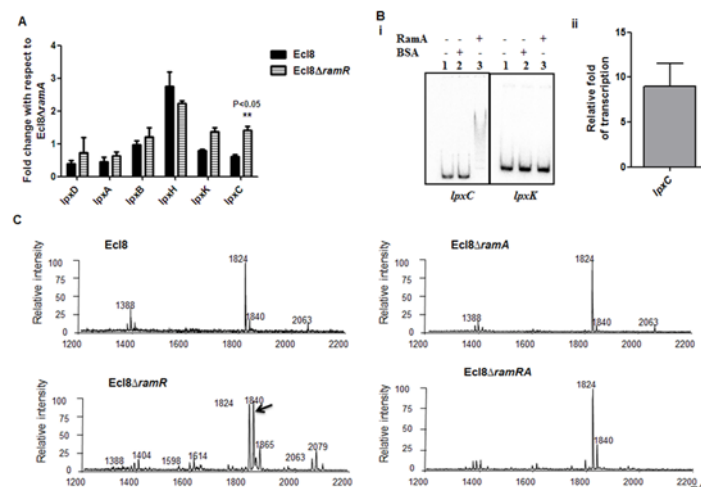 A
Fold change with respect to
Ecl8ΔramA
4
3
2
1
0
Ecl8
Ecl8ΔramR
P<0.05
**
lpxD
lpxA
lpxB
lpxH
lpxK
lpxC
B
i
RamA - - + - - +
BSA - + - - + -
1 2 3 1 2 3
lpxC
lpxK
ii
Relative fold
of transcription
15
10
5
0
lpxC
C
Ecl8
Relative intensity
100
75
50
25
0
1388
1824
1840
2063
1200 1400 1600 1800 2000 2200
Ecl8ΔramA
Relative intensity
100
75
50
25
0
1388
1824
1840
2063
1200 1400 1600 1800 2000 2200
Ecl8ΔramR
Relative intensity
100
75
50
25
0
1388
1404
1598
1614
1824
1840
1865
2063
2079
1200 1400 1600 1800 2000 2200
Ecl8ΔramRA
Relative intensity
100
75
50
25
0
1824
1840
1200 1400 1600 1800 2000 2200